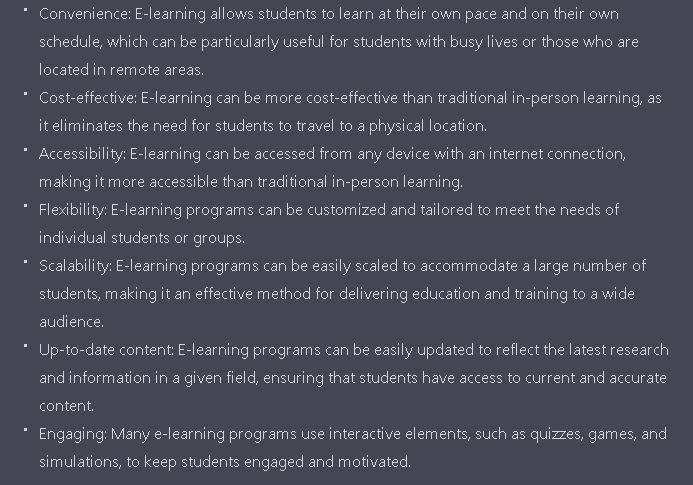 • Convenience: E-learning allows students to learn at their own pace and on their own
schedule, which can be particularly useful for students with busy lives or those who are
located in remote areas.
• Cost-effective: E-learning can be more cost-effective than traditional in-person learning, as
it eliminates the need for students to travel to a physical location.
• Accessibility: E-learning can be accessed from any device with an internet connection,
making it more accessible than traditional in-person learning.
• Flexibility: E-learning programs can be customized and tailored to meet the needs of
individual students or groups.
• Scalability: E-learning programs can be easily scaled to accommodate a large number of
students, making it an effective method for delivering education and training to a wide
audience.
• Up-to-date content: E-learning programs can be easily updated to reflect the latest research
and information in a given field, ensuring that students have access to current and accurate
content.
• Engaging: Many e-learning programs use interactive elements, such as quizzes, games, and
simulations, to keep students engaged and motivated.